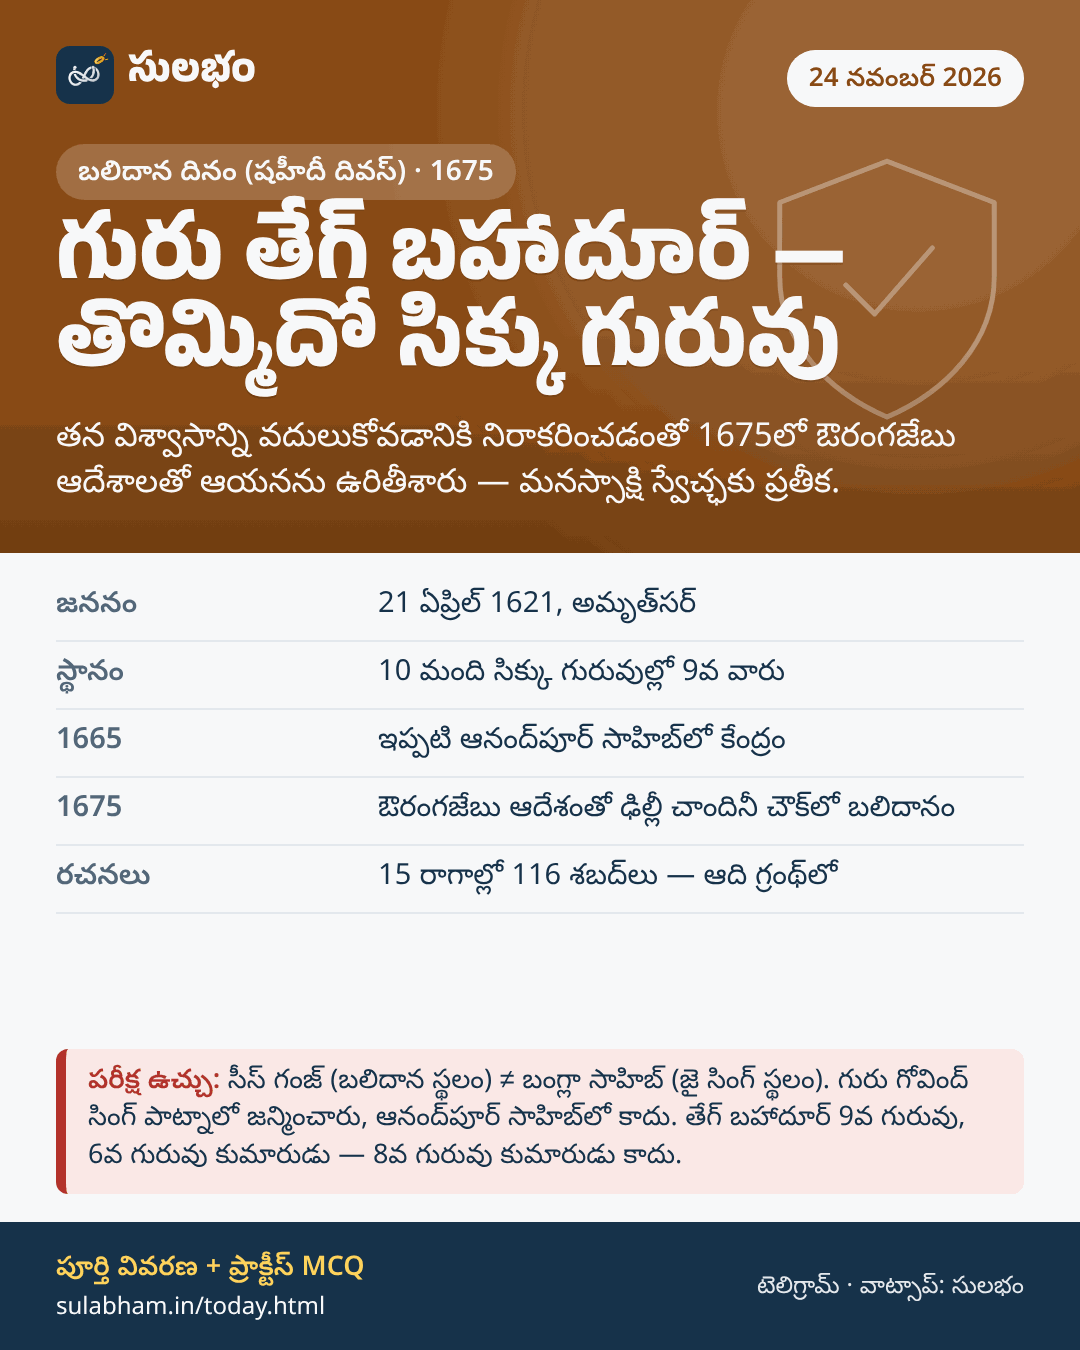 సులభం
24 నవంబర్ 2026
బలిదాన దినం (షహీదీ దివస్) · 1675
గురు తేగ్ బహాదూర్ —
తొమ్మిదో సిక్కు గురువు
తన విశ్వాసాన్ని వదులుకోవడానికి నిరాకరించడంతో 1675లో ఔరంగజేబు
ఆదేశాలతో ఆయనను ఉరితీశారు — మనస్సాక్షి స్వేచ్ఛకు ప్రతీక.
జననం 21 ఏప్రిల్ 1621, అమృత్‌సర్
స్థానం 10 మంది సిక్కు గురువుల్లో 9వ వారు
1665 ఇప్పటి ఆనంద్‌పూర్ సాహిబ్‌లో కేంద్రం
1675 ఔరంగజేబు ఆదేశంతో ఢిల్లీ చాందినీ చౌక్‌లో బలిదానం
రచనలు 15 రాగాల్లో 116 శబద్‌లు — ఆది గ్రంథ్‌లో
పరీక్ష ఉచ్చు: సీస్ గంజ్ (బలిదాన స్థలం) ≠ బంగ్లా సాహిబ్ (జై సింగ్ స్థలం). గురు గోవింద్
సింగ్ పాట్నాలో జన్మించారు, ఆనంద్‌పూర్ సాహిబ్‌లో కాదు. తేగ్ బహాదూర్ 9వ గురువు,
6వ గురువు కుమారుడు — 8వ గురువు కుమారుడు కాదు.
పూర్తి వివరణ + ప్రాక్టీస్ MCQ
sulabham.in/today.html
టెలిగ్రామ్ · వాట్సాప్: సులభం